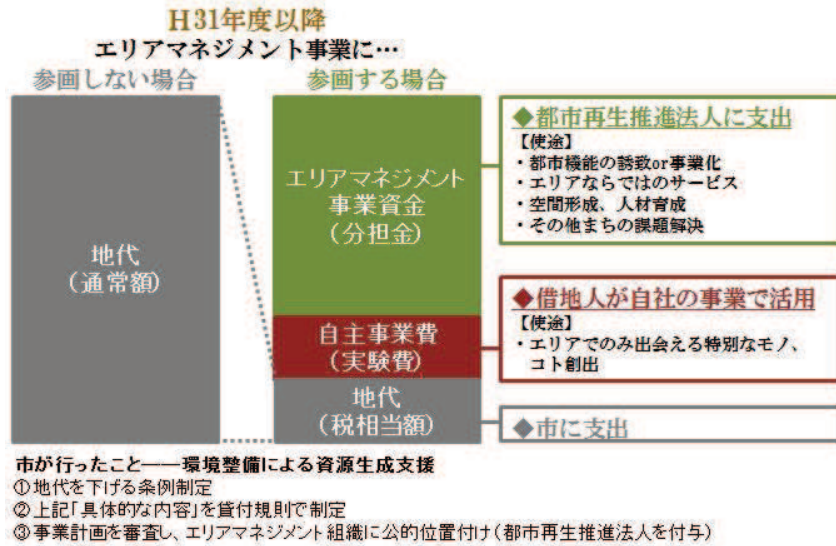 H31年度以降
エリアマネジメント事業に…
参画しない場合
参画する場合
地代
(通常額)
エリアマネジメント
事業資金
(分担金)
自主事業費
(実験費)
地代
(税相当額)
◆都市再生推進法人に支出
【使途】
・都市機能の誘致or事業化
・エリアならではのサービス
・空間形成、人材育成
・その他まちの課題解決
◆借地人が自社の事業で活用
【使途】
・エリアでのみ出会える特別なモノ、
コト創出
◆市に支出
市が行ったこと――環境整備による資源生成支援
①地代を下げる条例制定
②上記「具体的な内容」を貸付規則で制定
③事業計画を審査し、エリアマネジメント組織に公的位置付け(都市再生推進法人を付与)